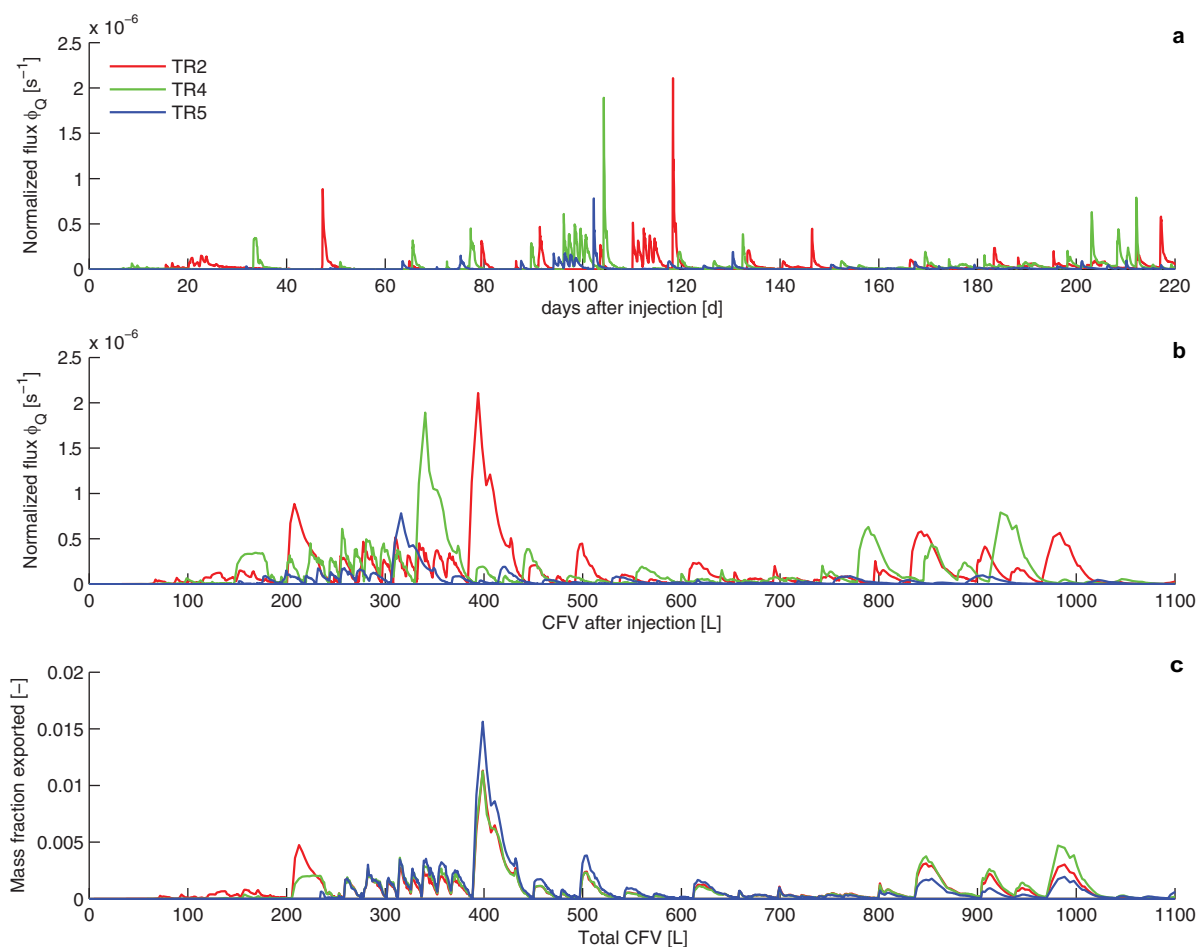 x 10⁻⁶
a
2.5
2
1.5
1
0.5
0
Normalized flux ϕ_Q [s⁻¹]
TR2
TR4
TR5
0 20 40 60 80 100 120 140 160 180 200 220
days after injection [d]
x 10⁻⁶
b
2.5
2
1.5
1
0.5
0
Normalized flux ϕ_Q [s⁻¹]
0 100 200 300 400 500 600 700 800 900 1000 1100
CFV after injection [L]
c
0.02
0.015
0.01
0.005
0
Mass fraction exported [−]
0 100 200 300 400 500 600 700 800 900 1000 1100
Total CFV [L]